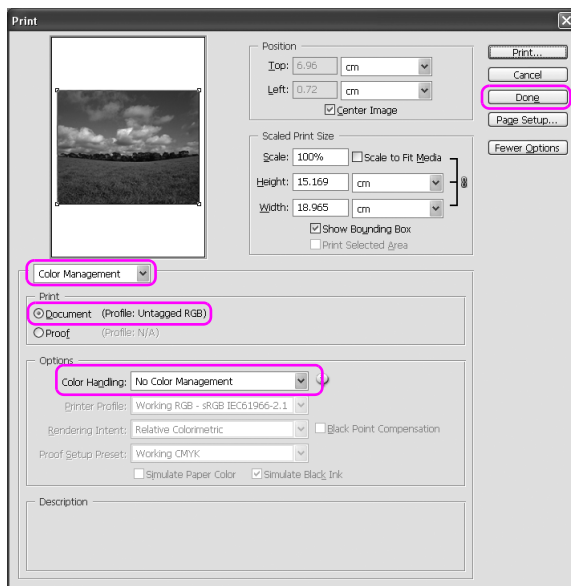 Print
Position
Top: 6.96 cm
Left: 0.72 cm
Center Image
Scaled Print Size
Scale: 100% Scale to Fit Media
Height: 15.169 cm
Width: 18.965 cm
Show Bounding Box
Print Selected Area
Print...
Cancel
Done
Page Setup...
Fewer Options
Color Management
Print
Document (Profile: Untagged RGB)
Proof (Profile: N/A)
Options
Color Handling: No Color Management
Printer Profile: Working RGB - sRGB IEC61966-2.1
Rendering Intent: Relative Colorimetric Black Point Compensation
Proof Setup Preset: Working CMYK
Simulate Paper Color Simulate Black Ink
Description